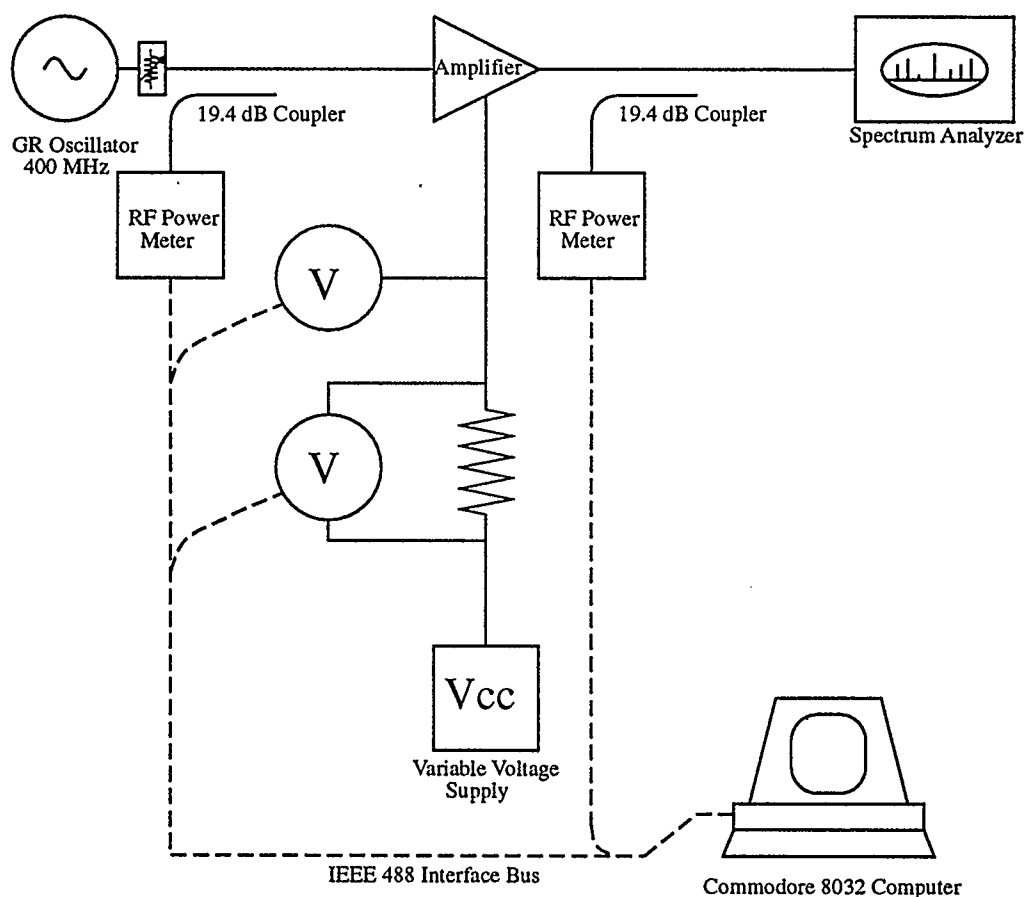 Amplifier
19.4 dB Coupler
19.4 dB Coupler
GR Oscillator
400 MHz
Spectrum Analyzer
RF Power
Meter
RF Power
Meter
V
V
Vcc
Variable Voltage
Supply
IEEE 488 Interface Bus
Commodore 8032 Computer